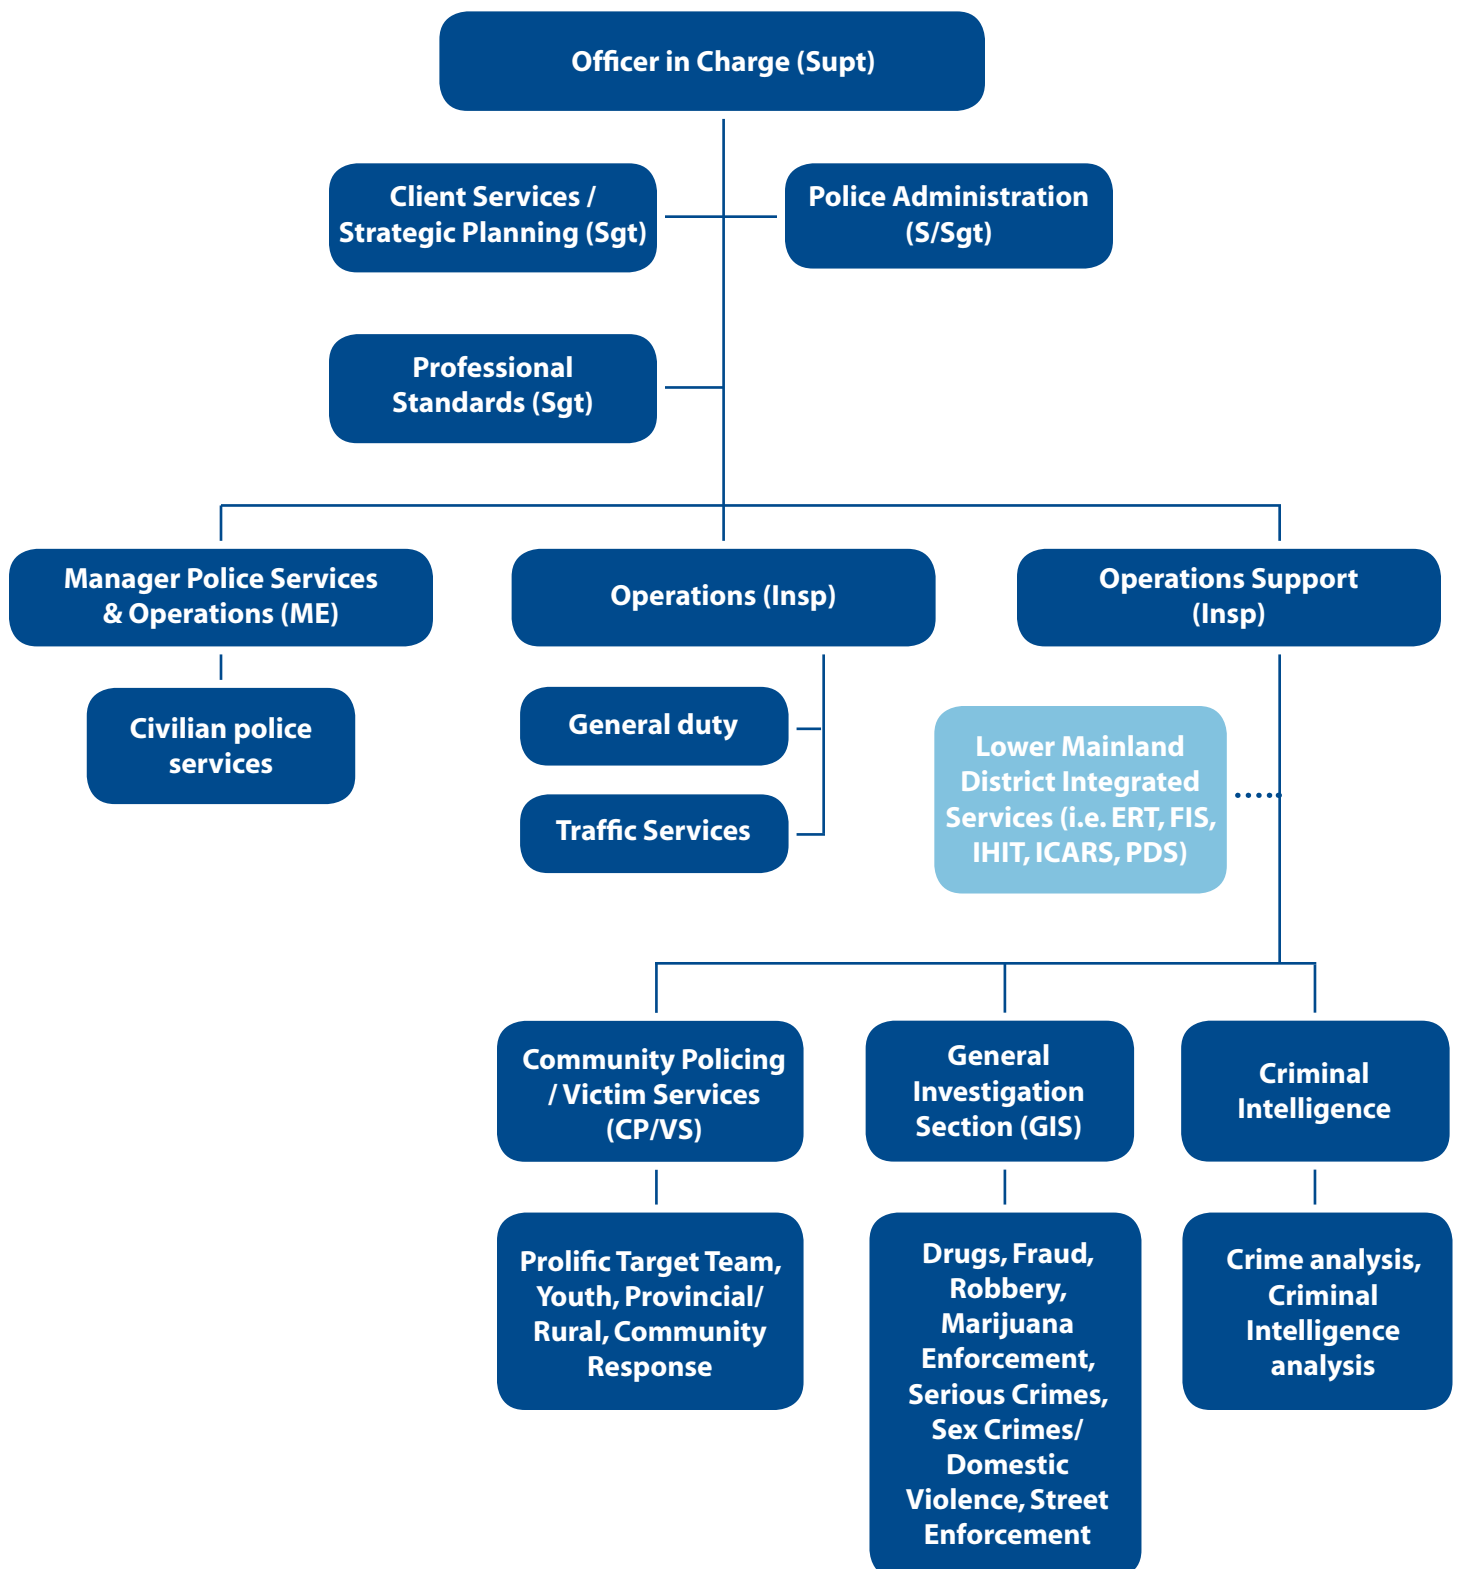 Officer in Charge (Supt)
Client Services /
Strategic Planning (Sgt)
Police Administration
(S/Sgt)
Professional
Standards (Sgt)
Manager Police Services
& Operations (ME)
Operations (Insp)
Operations Support
(Insp)
Civilian police
services
General duty
Traffic Services
Lower Mainland
District Integrated
Services (i.e. ERT, FIS,
IHIT, ICARS, PDS)
Community Policing
/ Victim Services
(CP/VS)
General
Investigation
Section (GIS)
Criminal
Intelligence
Prolific Target Team,
Youth, Provincial/
Rural, Community
Response
Drugs, Fraud,
Robbery,
Marijuana
Enforcement,
Serious Crimes,
Sex Crimes/
Domestic
Violence, Street
Enforcement
Crime analysis,
Criminal
Intelligence
analysis